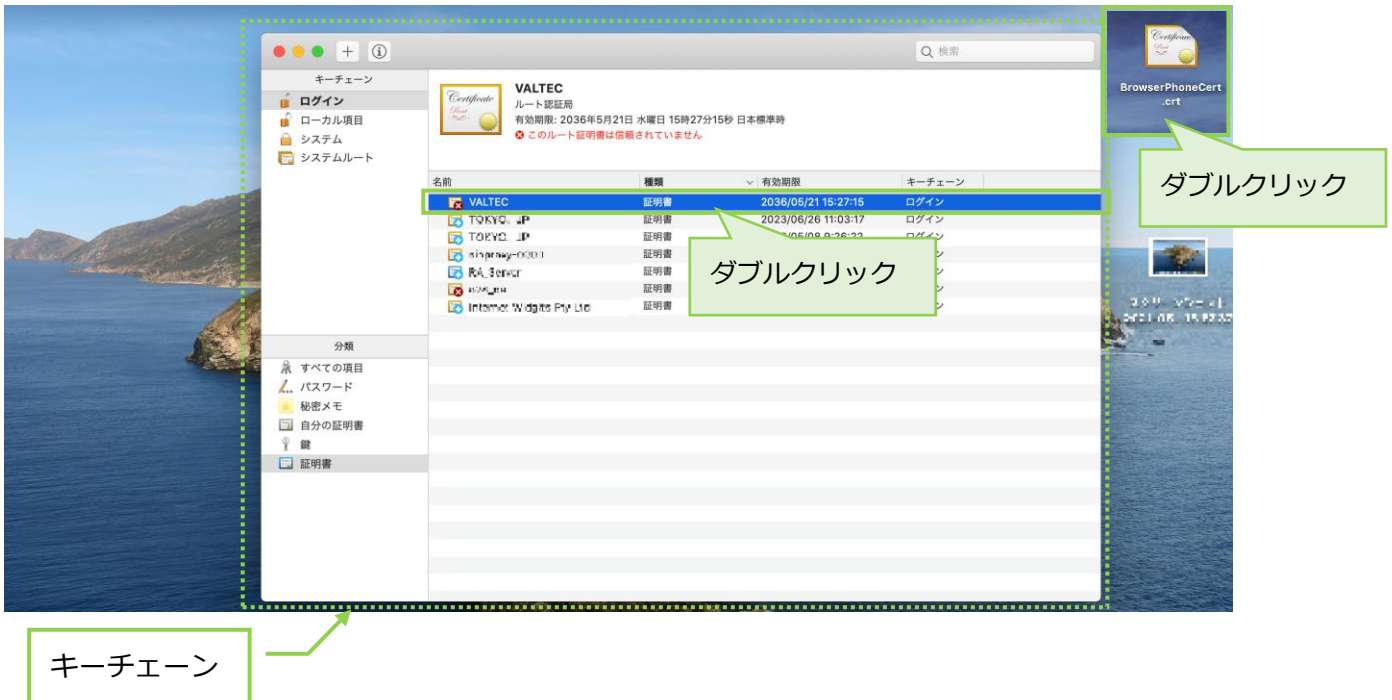 検索
Certificate
BrowserPhoneCert
.crt
ダブルクリック
キーチェーン
ログイン
ローカル項目
システム
システムルート
Certificate
Root
VALTEC
ルート認証局
有効期限: 2036年5月21日 水曜日 15時27分15秒 日本標準時
このルート証明書は信頼されていません
名前 種類 有効期限 キーチェーン
VALTEC 証明書 2036/05/21 15:27:15 ログイン
証明書 2023/06/26 11:03:17 ログイン
証明書 ログイン
証明書
RA_Server 証明書
証明書
Internet Widgits Pty Ltd 証明書
ダブルクリック
分類
すべての項目
パスワード
秘密メモ
自分の証明書
鍵
証明書
キーチェーン